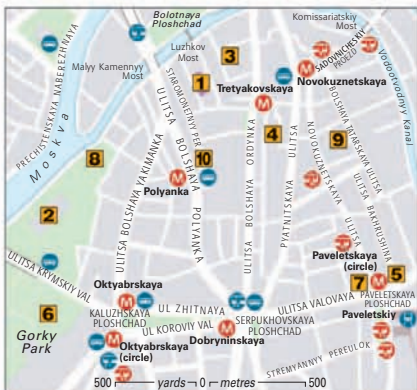 Bolotnaya
Ploshchad
Komissariatskiy
Most
Luzhkov
Most
Malyy Kamennyy
Most
PRECHISTENSKAYA NABEREZHNAYA
Moskva
STAROMONETNIY PER
SADOVNICHESKIY
PROEZD
Vodootvodnyy Kanal
3
1
Tretyakovskaya
M
M
Novokuznetskaya
4
9
8
10
M
Polyanka
ULITSA BOLSHAYA YAKIMANKA
ULITSA BOLSHAYA POLYANKA
ULITSA BOLSHAYA ORDYNKA
PYATNITSKAYA ULITSA
NOVOKUZNETSKAYA
ULITSA
BOLSHAYA TATARSKAYA ULITSA
ULITSA BAKHRUSHINA
2
Paveletskaya
(circle)
ULITSA KRYMSKIY VAL
Oktyabrskaya
M
KALUZHSKAYA
PLOSHCHAD
UL ZHITNAYA
ULITSA VALOVAYA
7
M
5
PAVELETSKAYA
PLOSHCHAD
6
UL KOROVIY VAL
SERPUKHOVSKAYA
PLOSHCHAD
Paveletskiy
Gorky
Park
M
Oktyabrskaya
(circle)
M
Dobryninskaya
STREMYANNYY PEREULOK
500 yards 0 metres 500